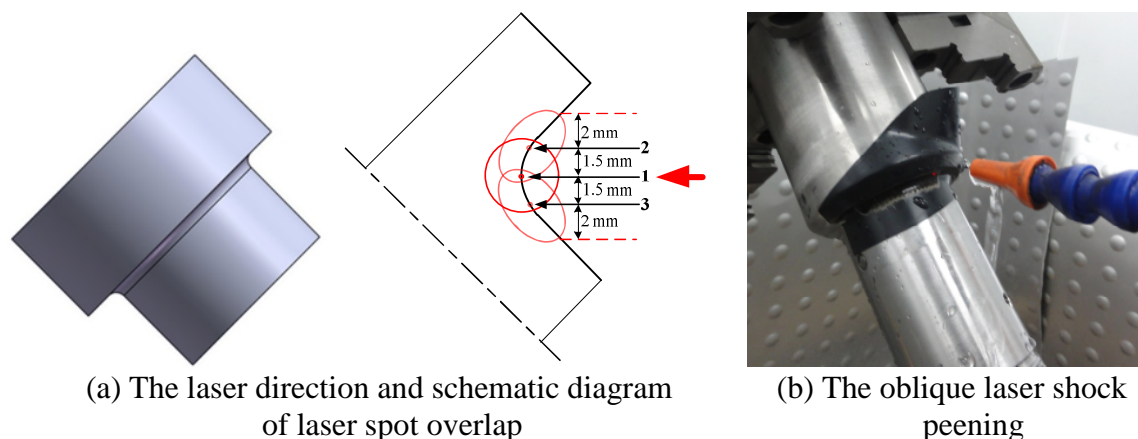 2 mm
2
1.5 mm
1
1.5 mm
3
2 mm
(a) The laser direction and schematic diagram
of laser spot overlap
(b) The oblique laser shock
peening